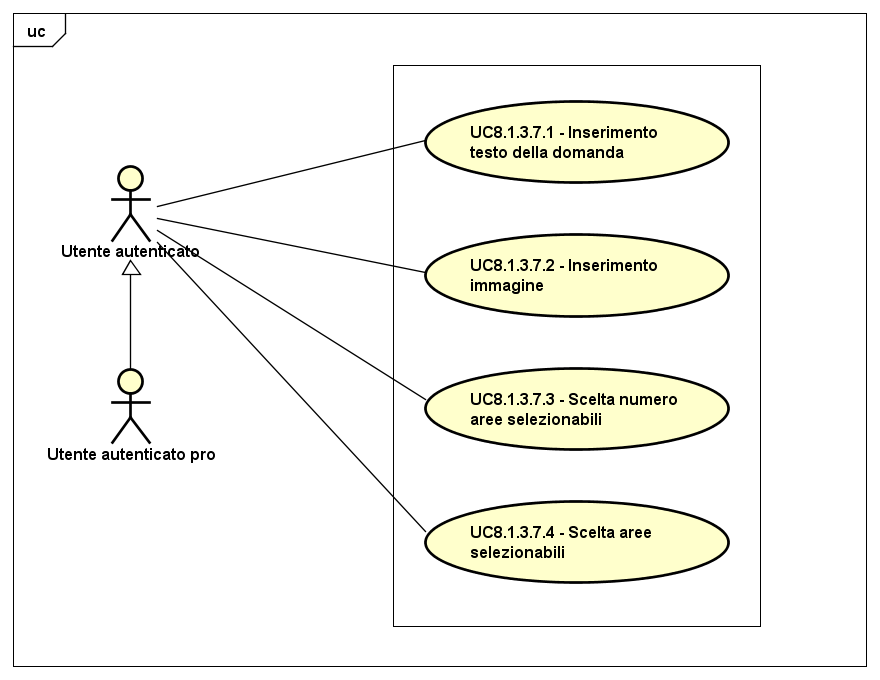 uc
UC8.1.3.7.1 - Inserimento
testo della domanda
Utente autenticato
UC8.1.3.7.2 - Inserimento
immagine
UC8.1.3.7.3 - Scelta numero
aree selezionabili
Utente autenticato pro
UC8.1.3.7.4 - Scelta aree
selezionabili